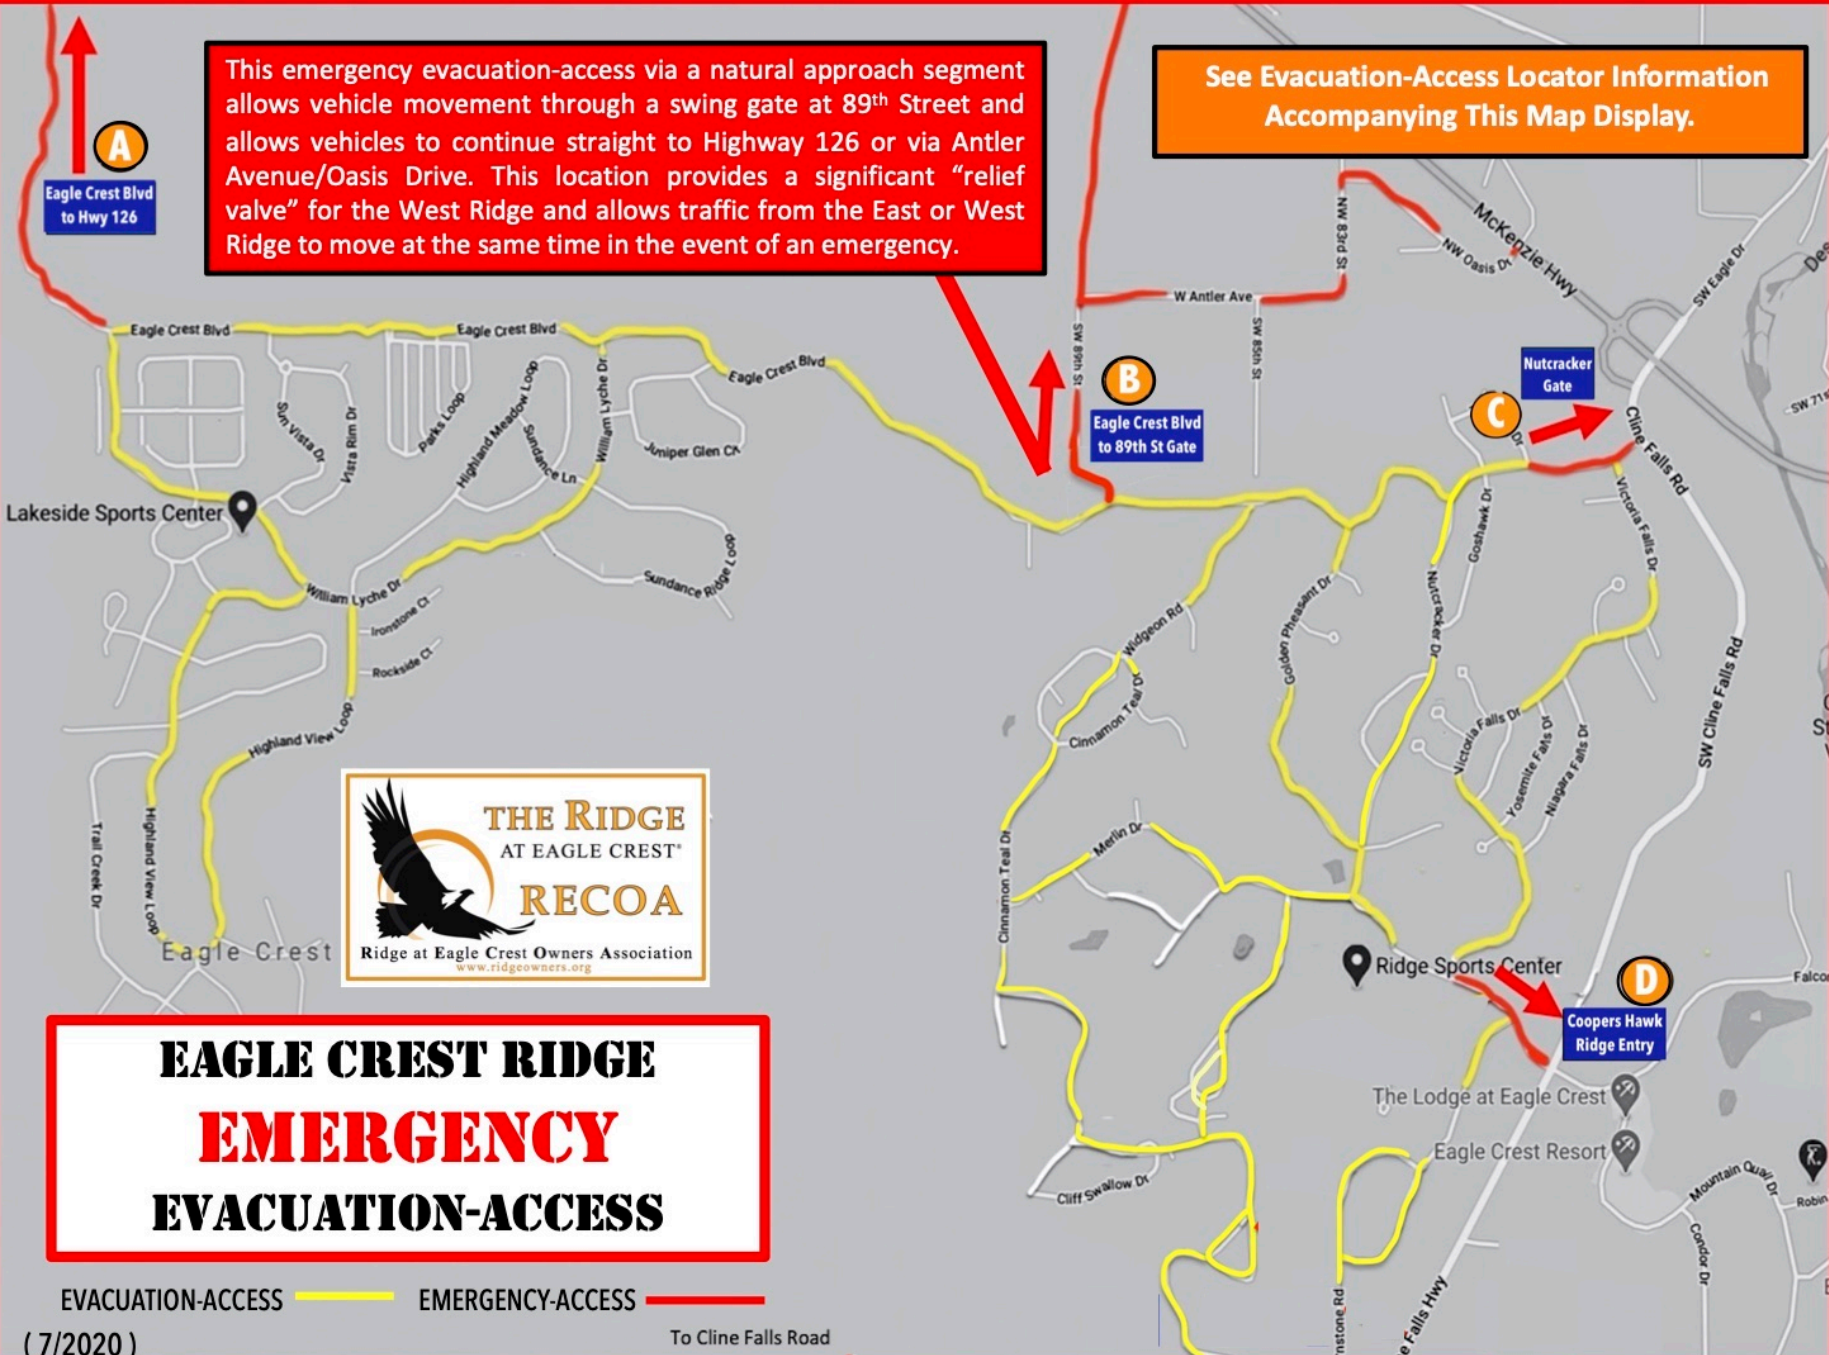 This emergency evacuation-access via a natural approach segment
allows vehicle movement through a swing gate at 89th Street and
allows vehicles to continue straight to Highway 126 or via Antler
Avenue/Oasis Drive. This location provides a significant “relief
valve” for the West Ridge and allows traffic from the East or West
Ridge to move at the same time in the event of an emergency.
See Evacuation-Access Locator Information
Accompanying This Map Display.
A
Eagle Crest Blvd
to Hwy 126
NW 83rd St
McKenzie Hwy
NW Oasis Dr
SW Eagle Dr
W Antler Ave
SW 89th St
SW 85th St
Eagle Crest Blvd
Eagle Crest Blvd
Eagle Crest Blvd
B
Eagle Crest Blvd
to 89th St Gate
C
Dr
Nutcracker
Gate
Cline Falls Rd
Sun Vista Dr
Vista Rim Dr
Parks Loop
Highland Meadow Loop
Sundance Ln
William Lyche Dr
Juniper Glen Ct
Lakeside Sports Center
Sundance Ridge Loop
William Lyche Dr
Ironstone Ct
Rockside Ct
Highland View Loop
Trail Creek Dr
Highland View Loop
Eagle Crest
Goshawk Dr
Victoria Falls Dr
Nutcracker Dr
Golden Pheasant Dr
Widgeon Rd
Cinnamon Teal Dr
Cinnamon Teal Dr
Merlin Dr
Victoria Falls Dr
Yosemite Falls Dr
Niagara Falls Dr
SW Cline Falls Rd
THE RIDGE
AT EAGLE CREST®
RECOA
Ridge at Eagle Crest Owners Association
www.ridgeowners.org
Ridge Sports Center
D
Coopers Hawk
Ridge Entry
The Lodge at Eagle Crest
Eagle Crest Resort
Cliff Swallow Dr
Mountain Quail Dr
Robin
Condor Dr
EAGLE CREST RIDGE
EMERGENCY
EVACUATION-ACCESS
EVACUATION-ACCESS
EMERGENCY-ACCESS
( 7/2020 )
To Cline Falls Road
nstone Rd
Falls Hwy